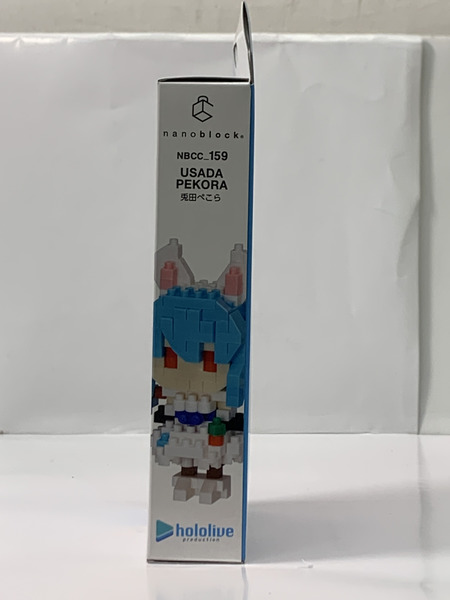 nanoblock®
NBCC_159
USADA
PEKORA
兎田ぺこら
hololive
production